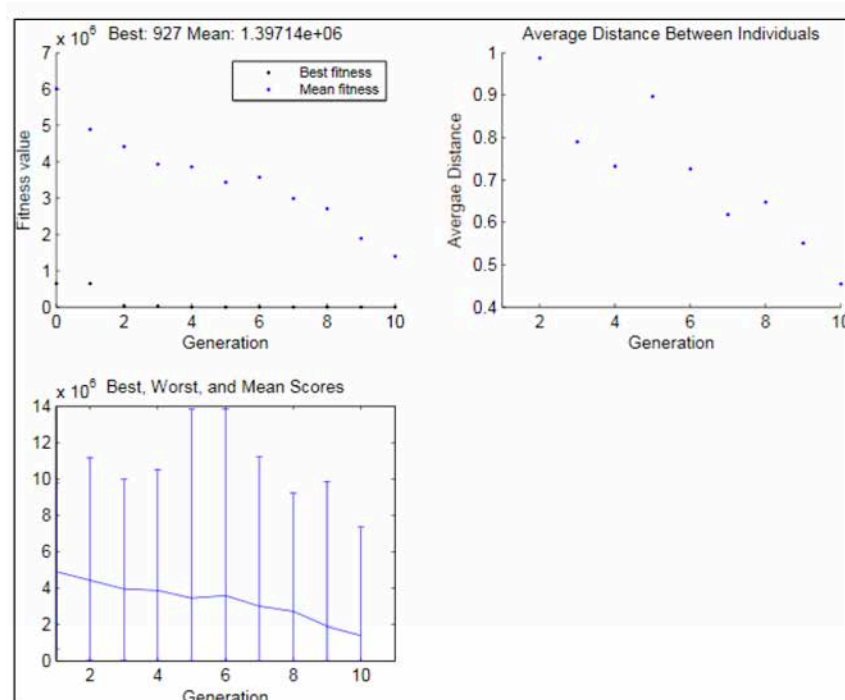 x 10^6 Best: 927 Mean: 1.39714e+06
7
6
5
4
3
2
1
0
Fitness value
Best fitness
Mean fitness
0 2 4 6 8 10
Generation
Average Distance Between Individuals
1
0.9
0.8
0.7
0.6
0.5
0.4
Avergae Distance
2 4 6 8 10
Generation
x 10^6 Best, Worst, and Mean Scores
14
12
10
8
6
4
2
0
2 4 6 8 10
Generation